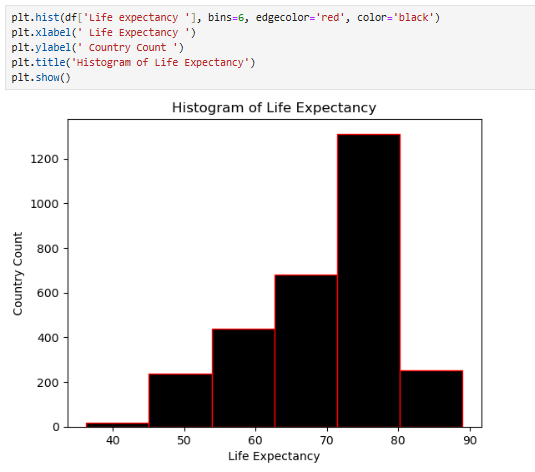 plt.hist(df['Life expectancy '], bins=6, edgecolor='red', color='black')
plt.xlabel(' Life Expectancy ')
plt.ylabel(' Country Count ')
plt.title('Histogram of Life Expectancy')
plt.show()
Histogram of Life Expectancy
1200
1000
800
600
400
200
0
Country Count
40 50 60 70 80 90
Life Expectancy